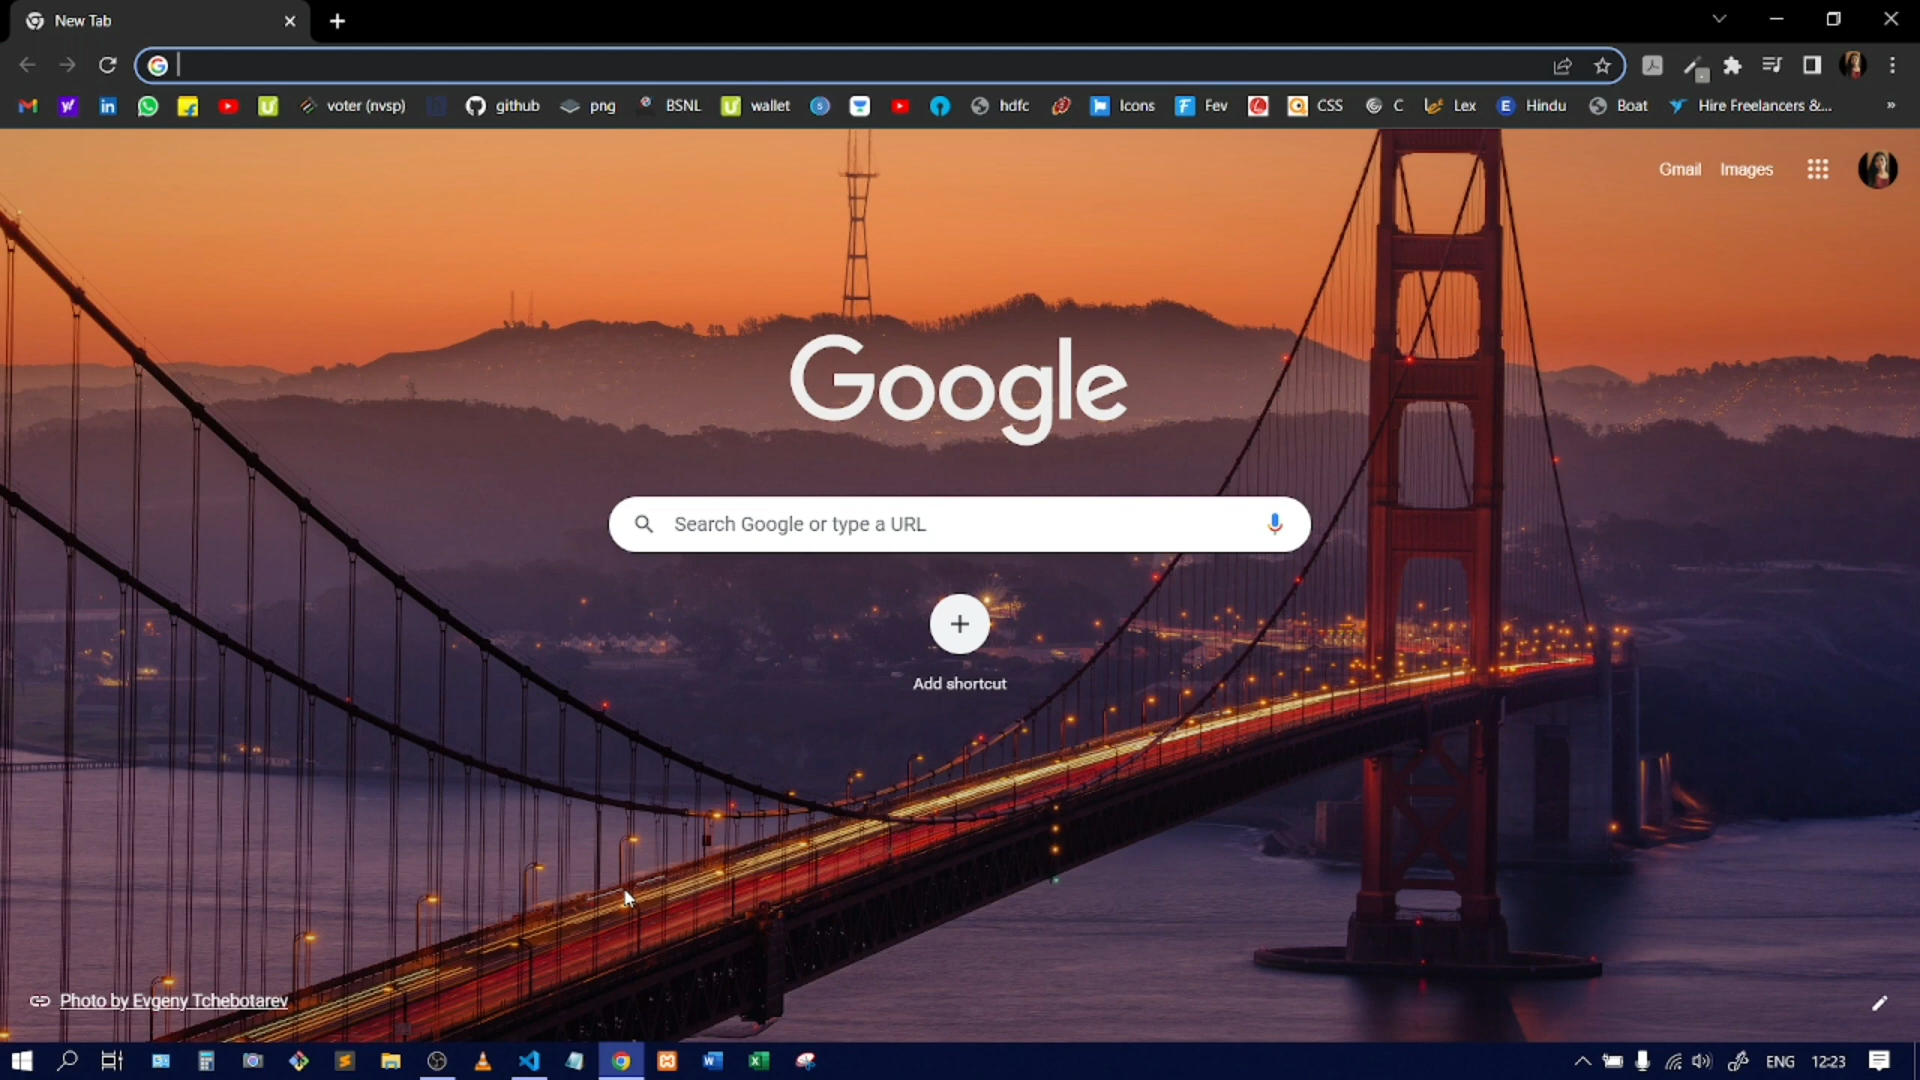 New Tab
voter (nvsp) github png BSNL wallet hdfc Icons Fev CSS C Lex Hindu Boat Hire Freelancers &...
Gmail Images
Google
Search Google or type a URL
Add shortcut
Photo by Evgeny Tchebotarev
ENG 12:23